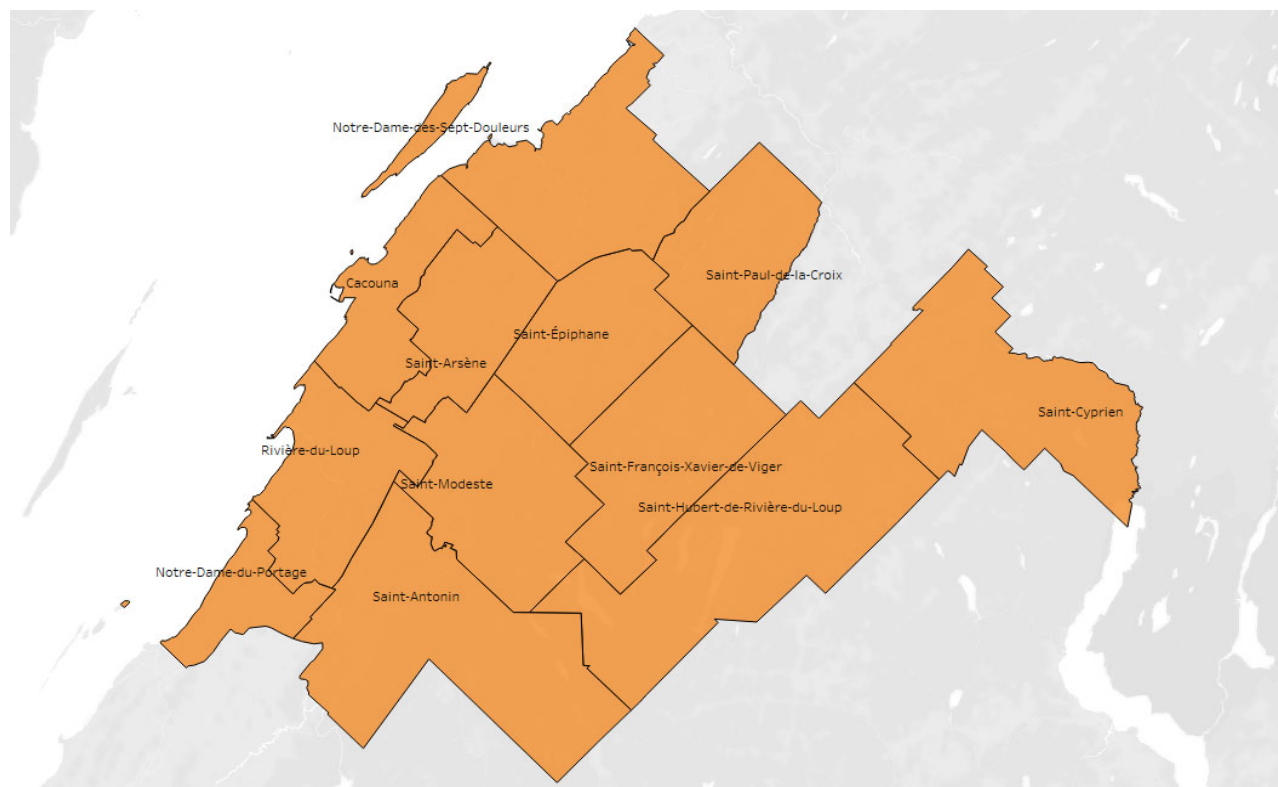 Notre-Dame-des-Sept-Douleurs
Saint-Paul-de-la-Croix
Cacouna
Saint-Épiphane
Saint-Arsène
Saint-Cyprien
Rivière-du-Loup
Saint-François-Xavier-de-Viger
Saint-Modeste
Saint-Hubert-de-Rivière-du-Loup
Notre-Dame-du-Portage
Saint-Antonin